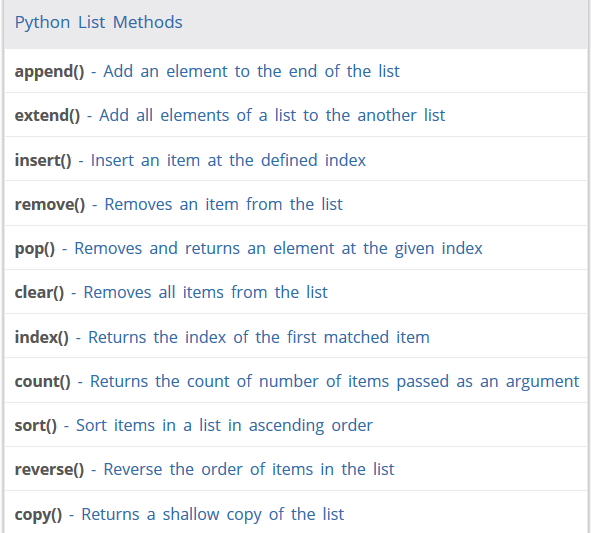 Python List Methods
append() - Add an element to the end of the list
extend() - Add all elements of a list to the another list
insert() - Insert an item at the defined index
remove() - Removes an item from the list
pop() - Removes and returns an element at the given index
clear() - Removes all items from the list
index() - Returns the index of the first matched item
count() - Returns the count of number of items passed as an argument
sort() - Sort items in a list in ascending order
reverse() - Reverse the order of items in the list
copy() - Returns a shallow copy of the list